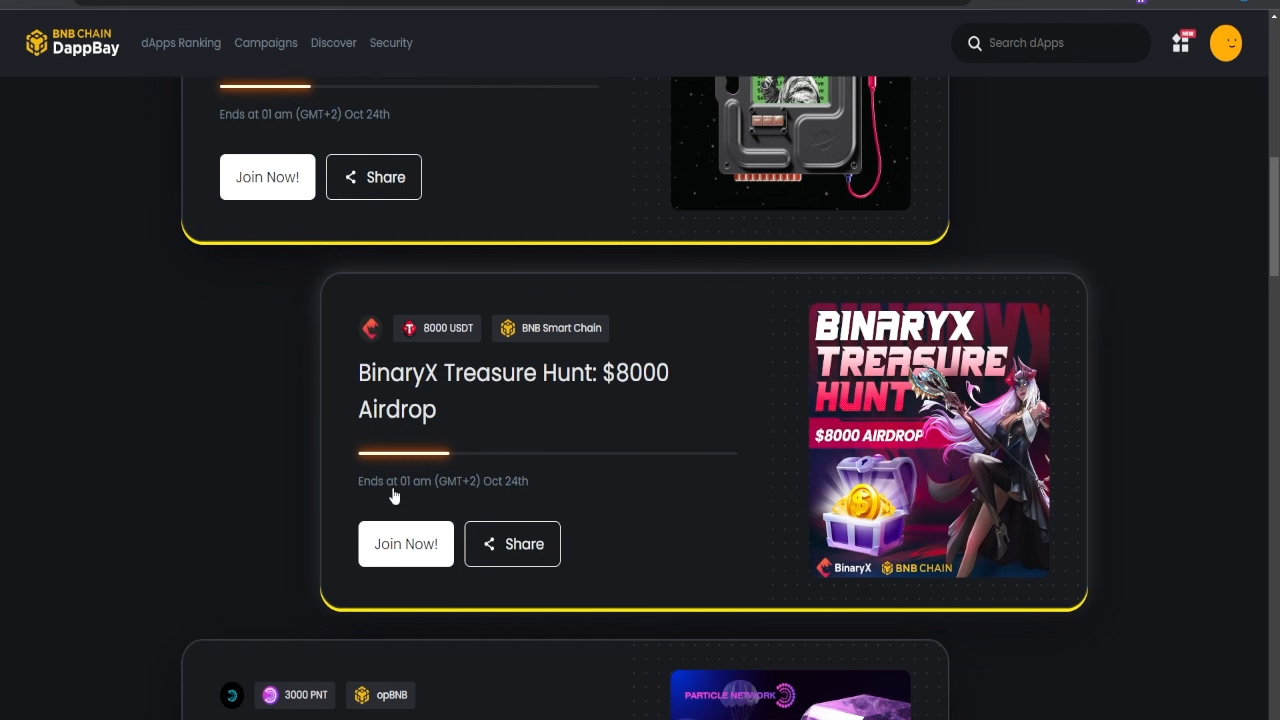 BNB CHAIN
DappBay
dApps Ranking
Campaigns
Discover
Security
Search dApps
NEW
Ends at 01 am (GMT+2) Oct 24th
Join Now!
Share
8000 USDT
BNB Smart Chain
BinaryX Treasure Hunt: $8000
Airdrop
Ends at 01 am (GMT+2) Oct 24th
Join Now!
Share
BINARYX
TREASURE
HUNT
$8000 AIRDROP
BinaryX
BNB CHAIN
3000 PNT
opBNB
PARTICLE NETWORK